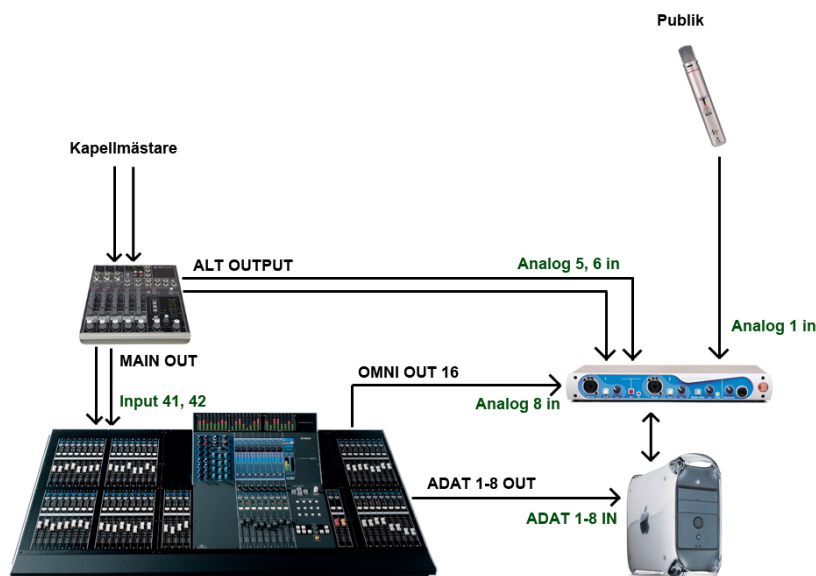 Publik
Kapellmästare
ALT OUTPUT
Analog 5, 6 in
Analog 1 in
MAIN OUT
OMNI OUT 16
Input 41, 42
Analog 8 in
ADAT 1-8 OUT
ADAT 1-8 IN